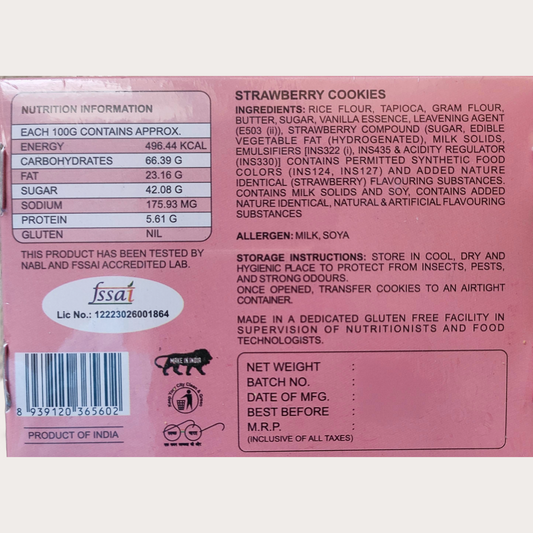 NUTRITION INFORMATION
EACH 100G CONTAINS APPROX.
ENERGY 496.44 KCAL
CARBOHYDRATES 66.39 G
FAT 23.16 G
SUGAR 42.08 G
SODIUM 175.93 MG
PROTEIN 5.61 G
GLUTEN NIL
THIS PRODUCT HAS BEEN TESTED BY
NABL AND FSSAI ACCREDITED LAB.
fssai
Lic No.: 12223026001864
8 939120 365602
PRODUCT OF INDIA
MAKE IN INDIA
STRAWBERRY COOKIES
INGREDIENTS: RICE FLOUR, TAPIOCA, GRAM FLOUR,
BUTTER, SUGAR, VANILLA ESSENCE, LEAVENING AGENT
(E503 (ii)), STRAWBERRY COMPOUND (SUGAR, EDIBLE
VEGETABLE FAT (HYDROGENATED), MILK SOLIDS,
EMULSIFIERS [INS322 (i), INS435 & ACIDITY REGULATOR
(INS330)] CONTAINS PERMITTED SYNTHETIC FOOD
COLORS (INS124, INS127) AND ADDED NATURE
IDENTICAL (STRAWBERRY) FLAVOURING SUBSTANCES.
CONTAINS MILK SOLIDS AND SOY, CONTAINS ADDED
NATURE IDENTICAL, NATURAL & ARTIFICIAL FLAVOURING
SUBSTANCES
ALLERGEN: MILK, SOYA
STORAGE INSTRUCTIONS: STORE IN COOL, DRY AND
HYGIENIC PLACE TO PROTECT FROM INSECTS, PESTS,
AND STRONG ODOURS.
ONCE OPENED, TRANSFER COOKIES TO AN AIRTIGHT
CONTAINER.
MADE IN A DEDICATED GLUTEN FREE FACILITY IN
SUPERVISION OF NUTRITIONISTS AND FOOD
TECHNOLOGISTS.
NET WEIGHT :
BATCH NO. :
DATE OF MFG. :
BEST BEFORE :
M.R.P. :
(INCLUSIVE OF ALL TAXES)